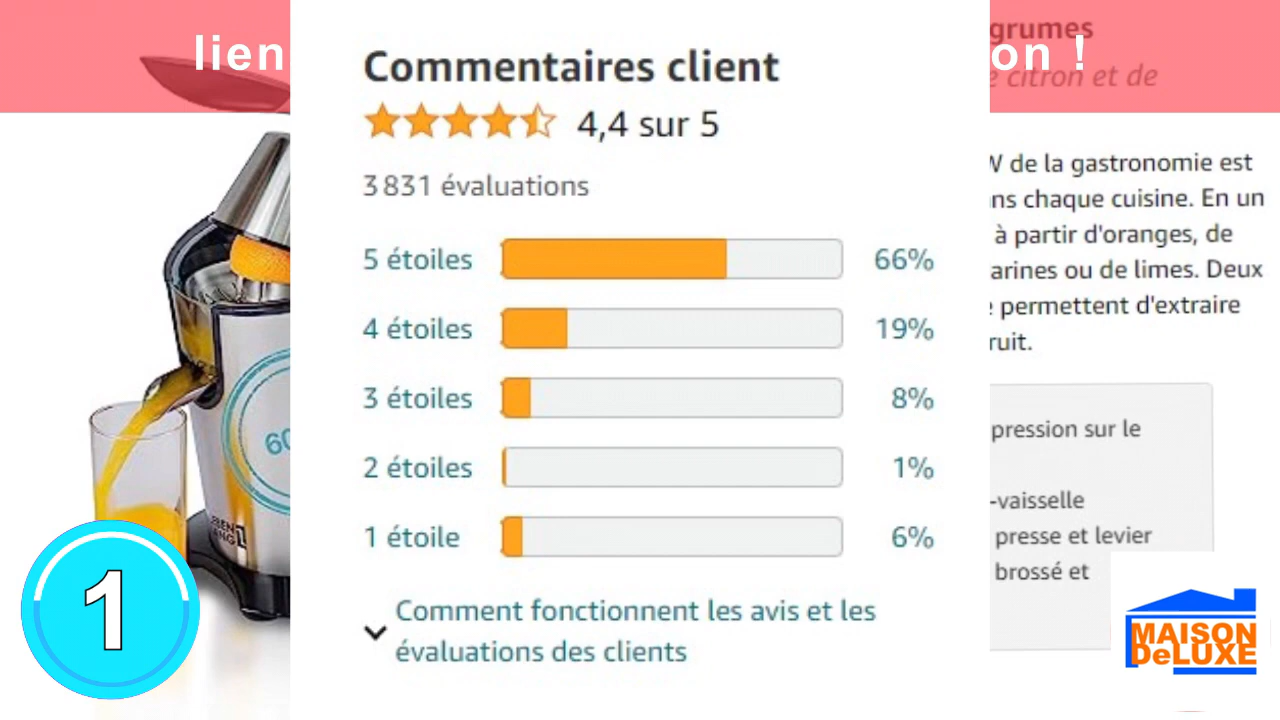 lien
on !
Commentaires client
4,4 sur 5
3 831 évaluations
5 étoiles 66%
4 étoiles 19%
3 étoiles 8%
2 étoiles 1%
1 étoile 6%
Comment fonctionnent les avis et les
évaluations des clients
grumes
e citron et de
W de la gastronomie est
ns chaque cuisine. En un
à partir d'oranges, de
arines ou de limes. Deux
e permettent d'extraire
ruit.
pression sur le
-vaisselle
presse et levier
brossé et
60
1
MAISON
DeLUXE